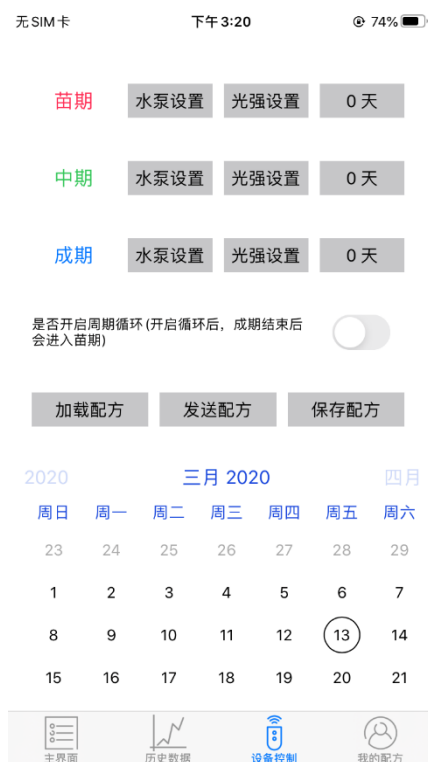 无SIM卡 下午3:20 74%
苗期 水泵设置 光强设置 0 天
中期 水泵设置 光强设置 0 天
成期 水泵设置 光强设置 0 天
是否开启周期循环(开启循环后，成期结束后
会进入苗期)
加载配方 发送配方 保存配方
2020 三月 2020 四月
周日 周一 周二 周三 周四 周五 周六
23 24 25 26 27 28 29
1 2 3 4 5 6 7
8 9 10 11 12 13 14
15 16 17 18 19 20 21
主界面 历史数据 设备控制 我的配方